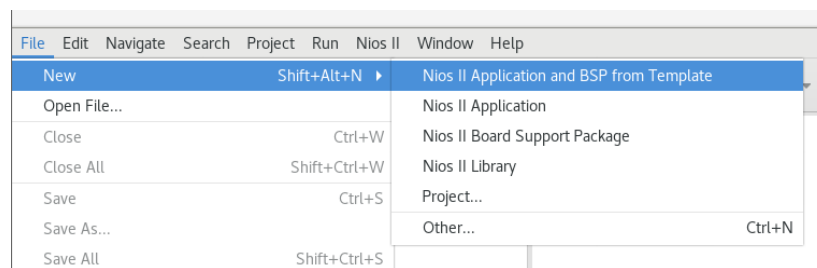 File Edit Navigate Search Project Run Nios II Window Help
New Shift+Alt+N
Open File...
Close Ctrl+W
Close All Shift+Ctrl+W
Save Ctrl+S
Save As...
Save All Shift+Ctrl+S
Nios II Application and BSP from Template
Nios II Application
Nios II Board Support Package
Nios II Library
Project...
Other... Ctrl+N